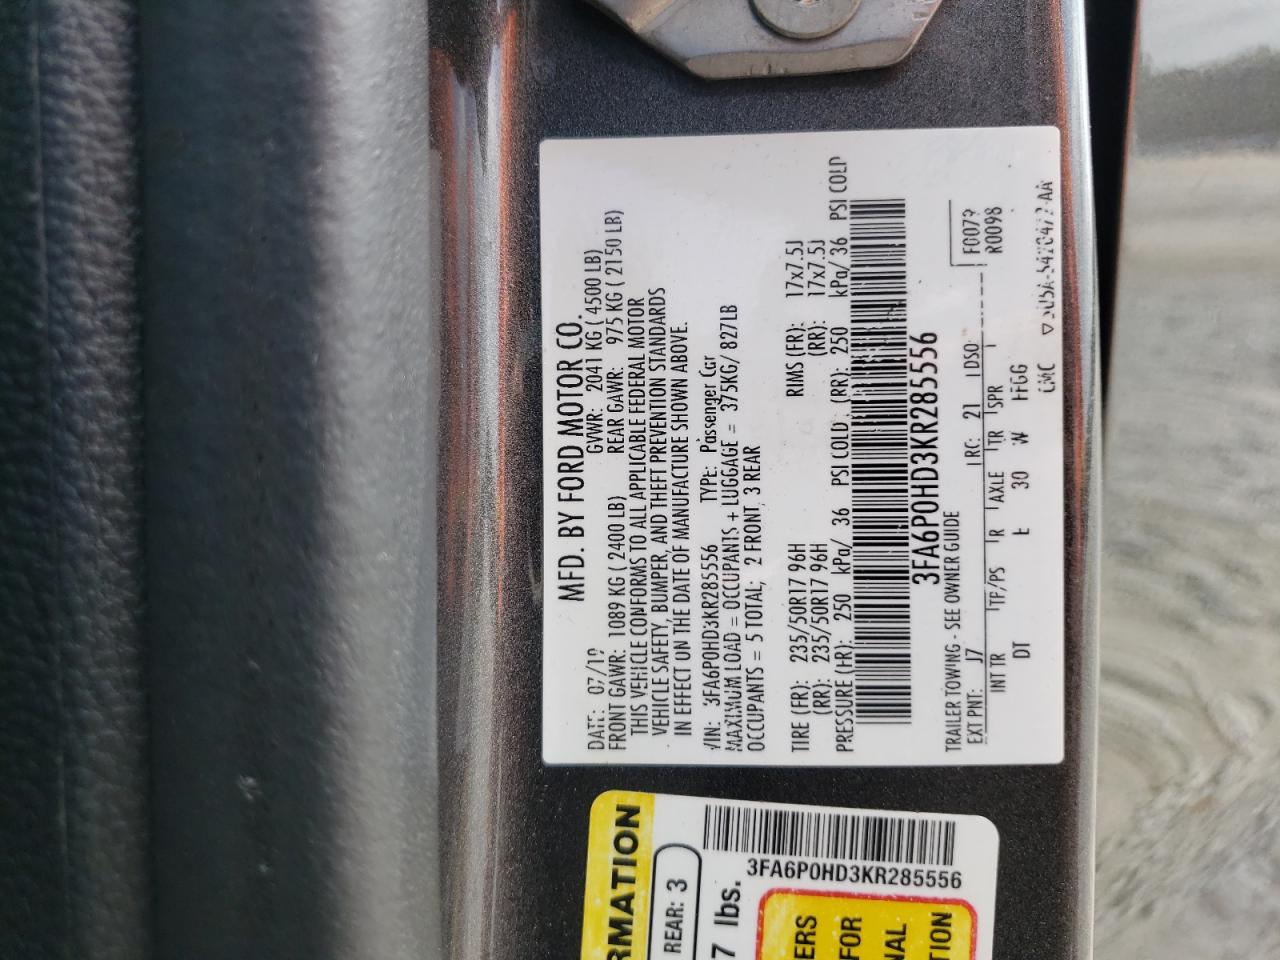 MFD. BY FORD MOTOR CO.
DATE: 07/19 GVWR: 2041 KG ( 4500 LB)
FRONT GAWR: 1089 KG ( 2400 LB) REAR GAWR: 975 KG ( 2150 LB)
THIS VEHICLE CONFORMS TO ALL APPLICABLE FEDERAL MOTOR
VEHICLE SAFETY, BUMPER, AND THEFT PREVENTION STANDARDS
IN EFFECT ON THE DATE OF MANUFACTURE SHOWN ABOVE.
VIN: 3FA6P0HD3KR285556 TYPE: Passenger Car
MAXIMUM LOAD = OCCUPANTS + LUGGAGE = 375KG/ 827LB
OCCUPANTS = 5 TOTAL; 2 FRONT, 3 REAR
TIRE (FR): 235/50R17 96H RIMS (FR): 17x7.5J
(RR): 235/50R17 96H (RR): 17x7.5J
PRESSURE (FR): 250 kPa/ 36 PSI COLD; (RR): 250 kPa/ 36 PSI COLD
3FA6P0HD3KR285556
TRAILER TOWING - SEE OWNER GUIDE
F0079
EXT PNT: J7 RC: 21 DSO:
R0098
INT TR TP/PS R AXLE TR SPR
DT E 30 W
3FA6P0HD3KR285556
RMATION
REAR: 3
7 lbs.
ERS
FOR
NAL
TION